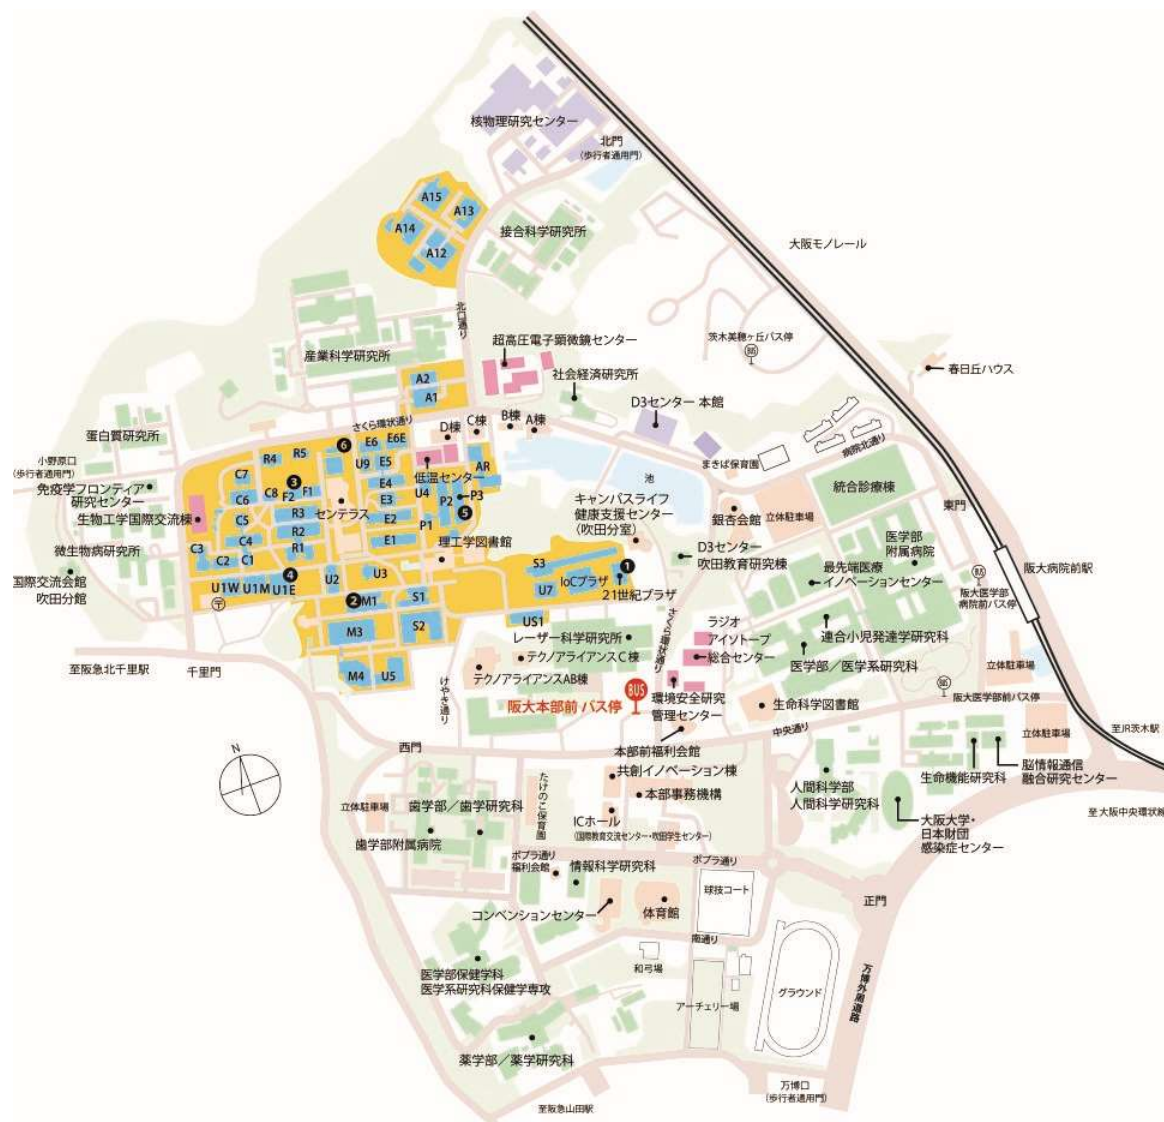 核物理研究センター
北門
(歩行者通用門)
A15
A13
A14
A12
接合科学研究所
大阪モノレール
北口通り
茨木美穂ヶ丘バス停
BUS
超高圧電子顕微鏡センター
産業科学研究所
社会経済研究所
春日丘ハウス
A2
A1
D3センター 本館
さくら環状通り
B棟
A棟
C棟
D棟
蛋白質研究所
6
E6
E6E
病院北通り
小野原口
(歩行者通用門)
R4
R5
U9
E5
低温センター
AR
まきば保育園
C7
免疫学フロンティア
研究センター
3
C8
F2
F1
E4
U4
P3
P2
池
統合診療棟
C6
センテラス
E3
5
キャンパスライフ
健康支援センター
(吹田分室)
東門
生物工学国際交流棟
C5
R3
E2
P1
銀杏会館
立体駐車場
R2
E1
理工学図書館
医学部
附属病院
微生物病研究所
C3
C4
R1
D3センター
吹田教育研究棟
C2
C1
S3
1
最先端医療
イノベーションセンター
阪大病院前駅
国際交流会館
吹田分館
4
U2
U3
IoCプラザ
BUS
U1W
U1M
U1E
U7
21世紀プラザ
阪大医学部
病院前バス停
〒
2
M1
S1
さくら環状通り
US1
ラジオ
アイソトープ
総合センター
連合小児発達学研究科
M3
S2
レーザー科学研究所
テクノアライアンスC棟
医学部／医学系研究科
立体駐車場
至阪急北千里駅
千里門
M4
U5
テクノアライアンスAB棟
BUS
けやき通り
環境安全研究
管理センター
BUS
阪大医学部前バス停
阪大本部前 バス停
生命科学図書館
中央通り
至JR茨木駅
N
西門
本部前福利会館
立体駐車場
共創イノベーション棟
生命機能研究科
脳情報通信
融合研究センター
たけのこ保育園
本部事務機構
人間科学部
人間科学研究科
立体駐車場
歯学部／歯学研究科
ICホール
(国際教育交流センター・吹田学生センター)
大阪大学・
日本財団
感染症センター
至大阪中央環状線
歯学部附属病院
ポプラ通り
福利会館
情報科学研究科
ポプラ通り
球技コート
正門
コンベンションセンター
体育館
南通り
医学部保健学科
医学系研究科保健学専攻
和弓場
万博外周道路
アーチェリー場
グラウンド
薬学部／薬学研究科
万博口
(歩行者通用門)
至阪急山田駅